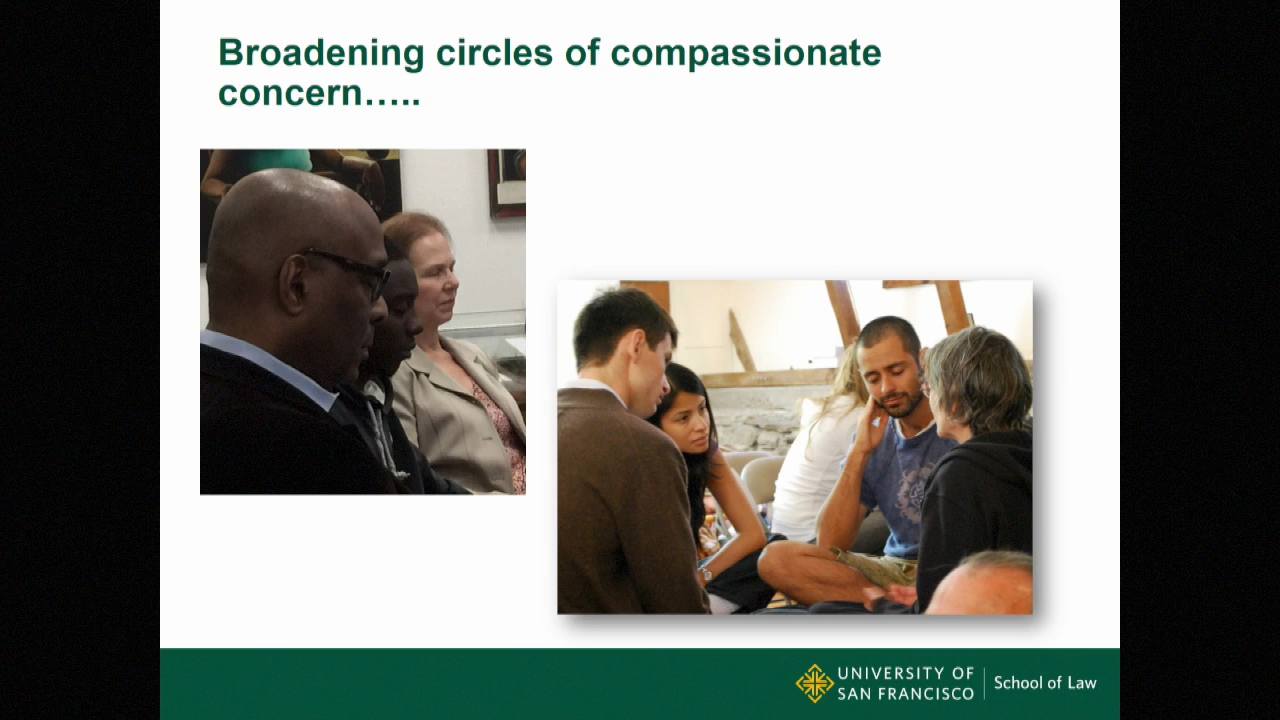 Broadening circles of compassionate
concern…..
UNIVERSITY OF
SAN FRANCISCO
School of Law